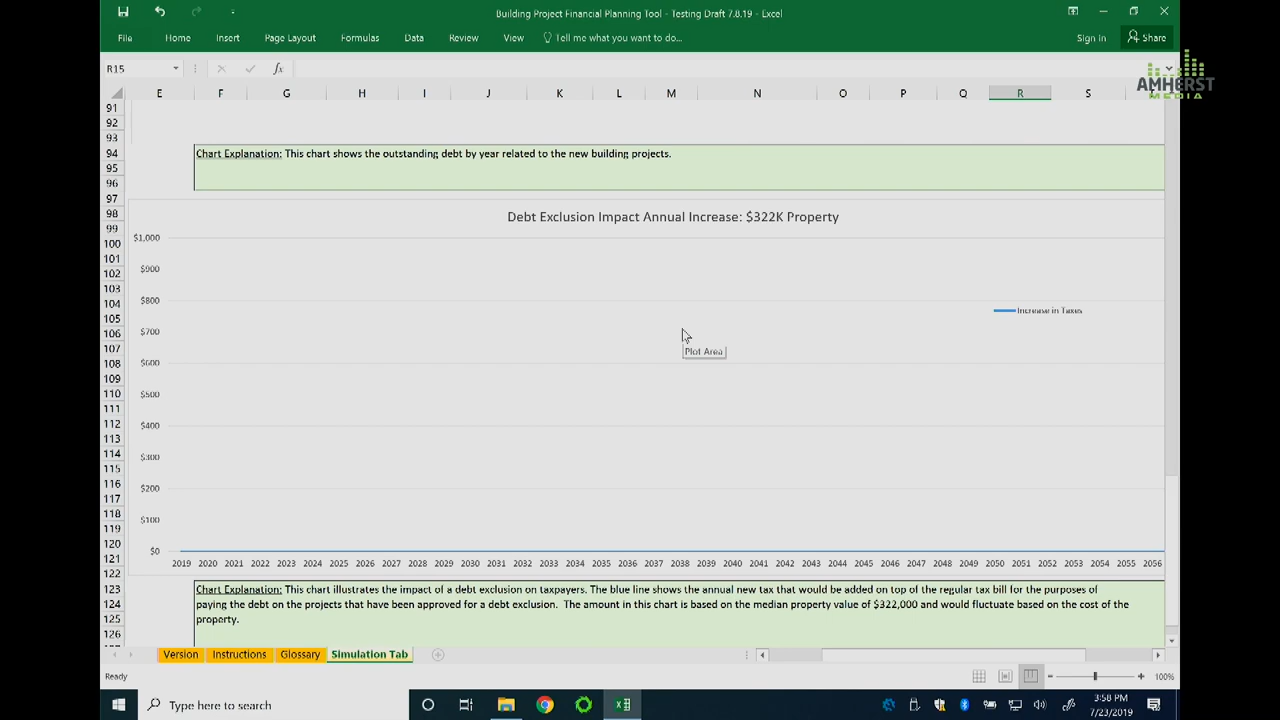 Building Project Financial Planning Tool - Testing Draft 7.8.19 - Excel
File Home Insert Page Layout Formulas Data Review View Tell me what you want to do... Sign in Share
AMHERST
MEDIA
R15 fx
E F G H I J K L M N O P Q R S
91
92
93
94 Chart Explanation: This chart shows the outstanding debt by year related to the new building projects.
95
96
97
98 Debt Exclusion Impact Annual Increase: $322K Property
99
100 $1,000
101
102 $900
103
104 $800
105 Increase in Taxes
106 $700
Plot Area
107
108 $600
109
110 $500
111
112 $400
113
114 $300
115
116 $200
117
118 $100
119
120 $0
121 2019 2020 2021 2022 2023 2024 2025 2026 2027 2028 2029 2030 2031 2032 2033 2034 2035 2036 2037 2038 2039 2040 2041 2042 2043 2044 2045 2046 2047 2048 2049 2050 2051 2052 2053 2054 2055 2056
122
123 Chart Explanation: This chart illustrates the impact of a debt exclusion on taxpayers. The blue line shows the annual new tax that would be added on top of the regular tax bill for the purposes of
124 paying the debt on the projects that have been approved for a debt exclusion. The amount in this chart is based on the median property value of $322,000 and would fluctuate based on the cost of the
125 property.
126
Version Instructions Glossary Simulation Tab
Ready 100%
Type here to search
3:58 PM
7/23/2019